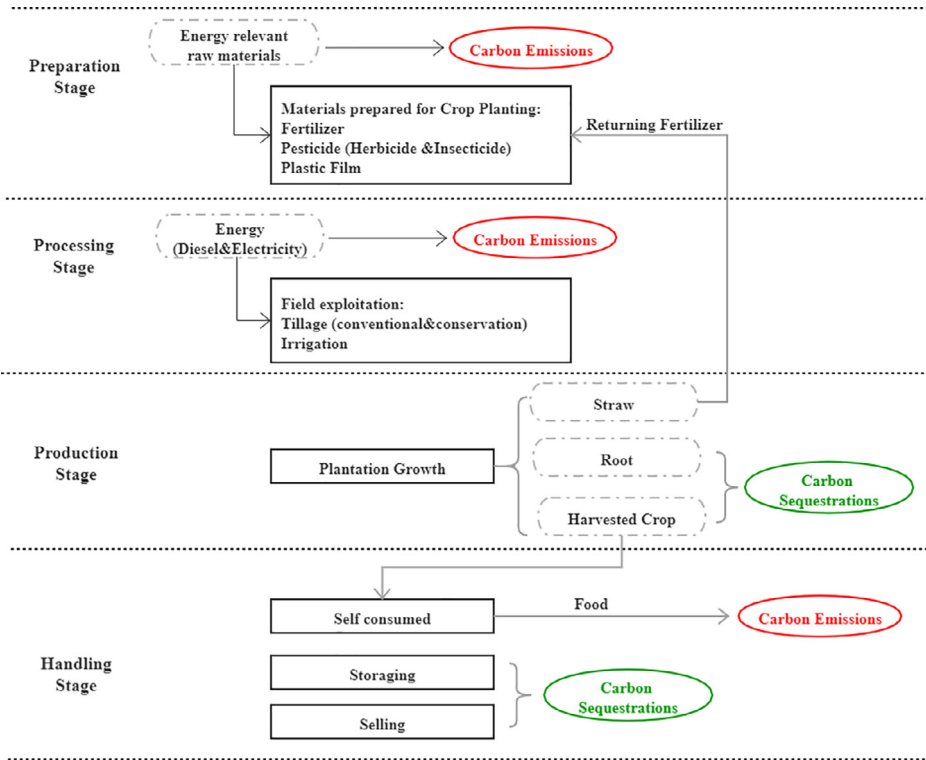 Preparation
Stage
Energy relevant
raw materials
Carbon Emissions
Materials prepared for Crop Planting:
Fertilizer
Pesticide (Herbicide &Insecticide)
Plastic Film
Returning Fertilizer
Processing
Stage
Energy
(Diesel&Electricity)
Carbon Emissions
Field exploitation:
Tillage (conventional&conservation)
Irrigation
Production
Stage
Plantation Growth
Straw
Root
Harvested Crop
Carbon
Sequestrations
Handling
Stage
Self consumed
Food
Carbon Emissions
Storaging
Selling
Carbon
Sequestrations